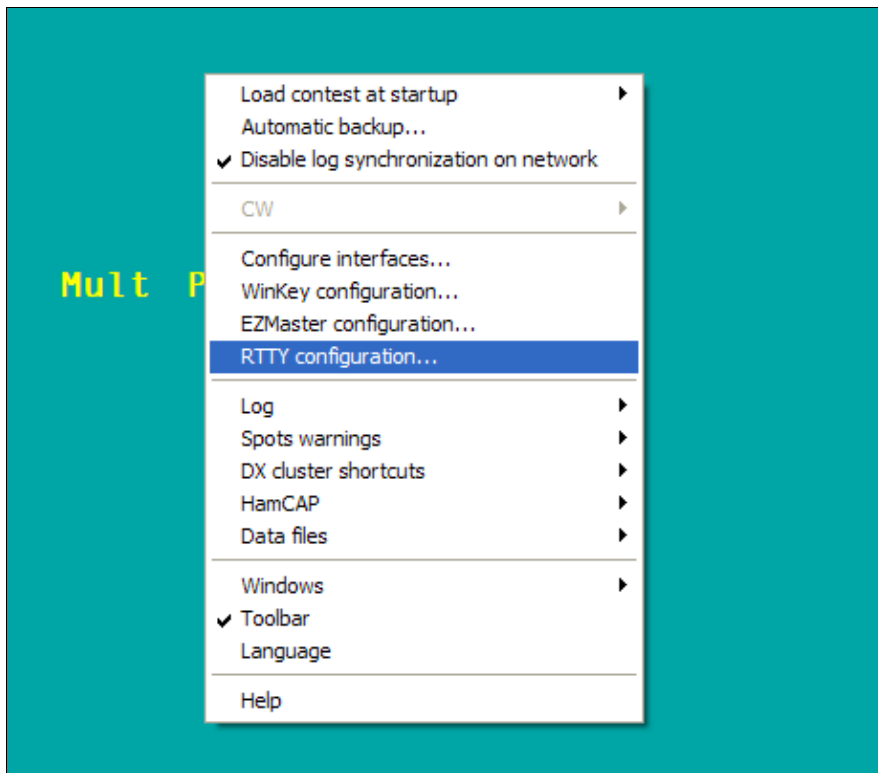 Load contest at startup
Automatic backup...
Disable log synchronization on network
CW
Configure interfaces...
Mult P
WinKey configuration...
EZMaster configuration...
RTTY configuration...
Log
Spots warnings
DX cluster shortcuts
HamCAP
Data files
Windows
Toolbar
Language
Help